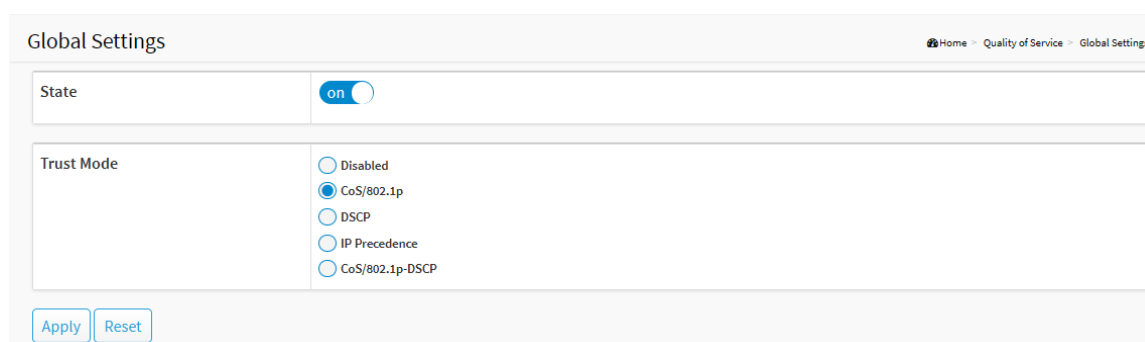 Global Settings
Home > Quality of Service > Global Setting
State
on
Trust Mode
Disabled
CoS/802.1p
DSCP
IP Precedence
CoS/802.1p-DSCP
Apply
Reset